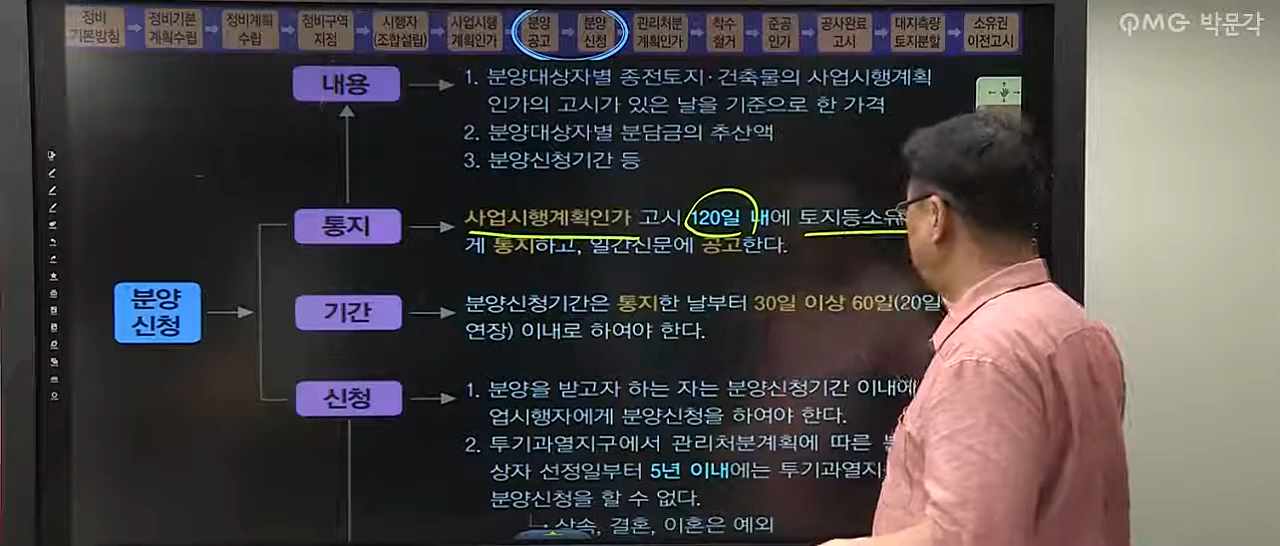 QMG 박문각
정비 기본방침
정비기본 계획수립
정비계획 수립
정비구역 지정
시행자 (조합설립)
사업시행 계획인가
분양 공고
분양 신청
관리처분 계획인가
착수 철거
준공 인가
공사완료 고시
대지측량 토지분할
소유권 이전고시
내용
1. 분양대상자별 종전토지·건축물의 사업시행계획
인가의 고시가 있은 날을 기준으로 한 가격
2. 분양대상자별 분담금의 추산액
3. 분양신청기간 등
통지
사업시행계획인가 고시 120일 내에 토지등소유
게 통지하고, 일간신문에 공고한다.
분양
신청
기간
분양신청기간은 통지한 날부터 30일 이상 60일(20일
연장) 이내로 하여야 한다.
신청
1. 분양을 받고자 하는 자는 분양신청기간 이내에
업시행자에게 분양신청을 하여야 한다.
2. 투기과열지구에서 관리처분계획에 따른
상자 선정일부터 5년 이내에는 투기과열지
분양신청을 할 수 없다.
상속, 결혼, 이혼은 예외